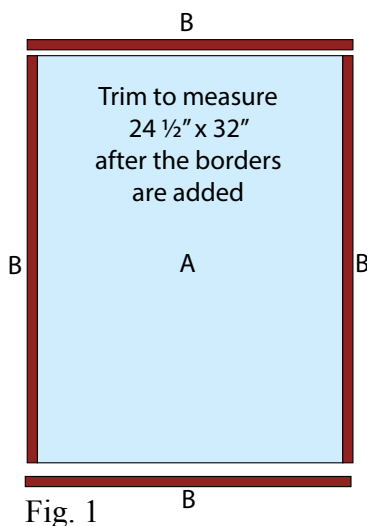 B
Trim to measure
24 ½” x 32”
after the borders
are added
B A B
B
Fig. 1